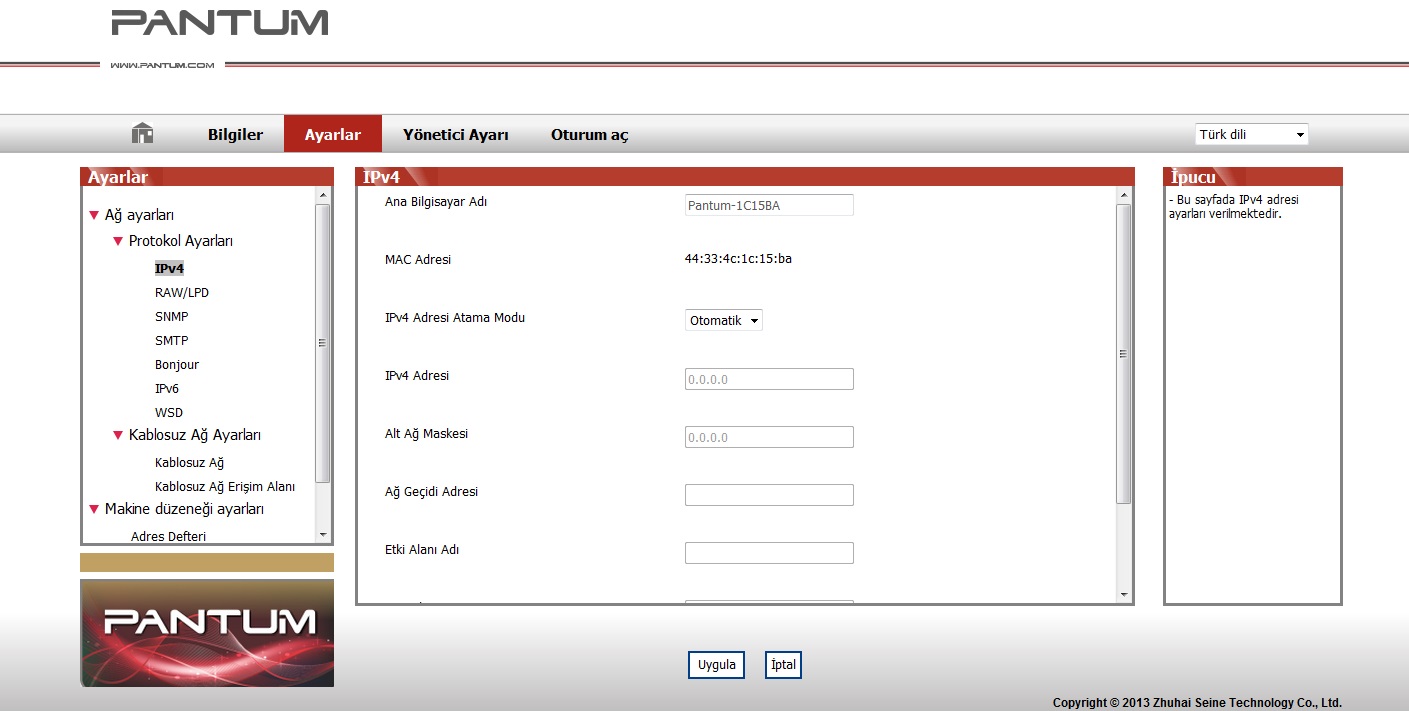 PANTUM
WWW.PANTUM.COM
Bilgiler
Ayarlar
Yönetici Ayarı
Oturum aç
Türk dili
Ayarlar
Ağ ayarları
Protokol Ayarları
IPv4
RAW/LPD
SNMP
SMTP
Bonjour
IPv6
WSD
Kablosuz Ağ Ayarları
Kablosuz Ağ
Kablosuz Ağ Erişim Alanı
Makine düzeneği ayarları
Adres Defteri
PANTUM
IPv4
Ana Bilgisayar Adı
Pantum-1C15BA
MAC Adresi
44:33:4c:1c:15:ba
IPv4 Adresi Atama Modu
Otomatik
IPv4 Adresi
0.0.0.0
Alt Ağ Maskesi
0.0.0.0
Ağ Geçidi Adresi
Etki Alanı Adı
Uygula
İptal
İpucu
- Bu sayfada IPv4 adresi
ayarları verilmektedir.
Copyright © 2013 Zhuhai Seine Technology Co., Ltd.